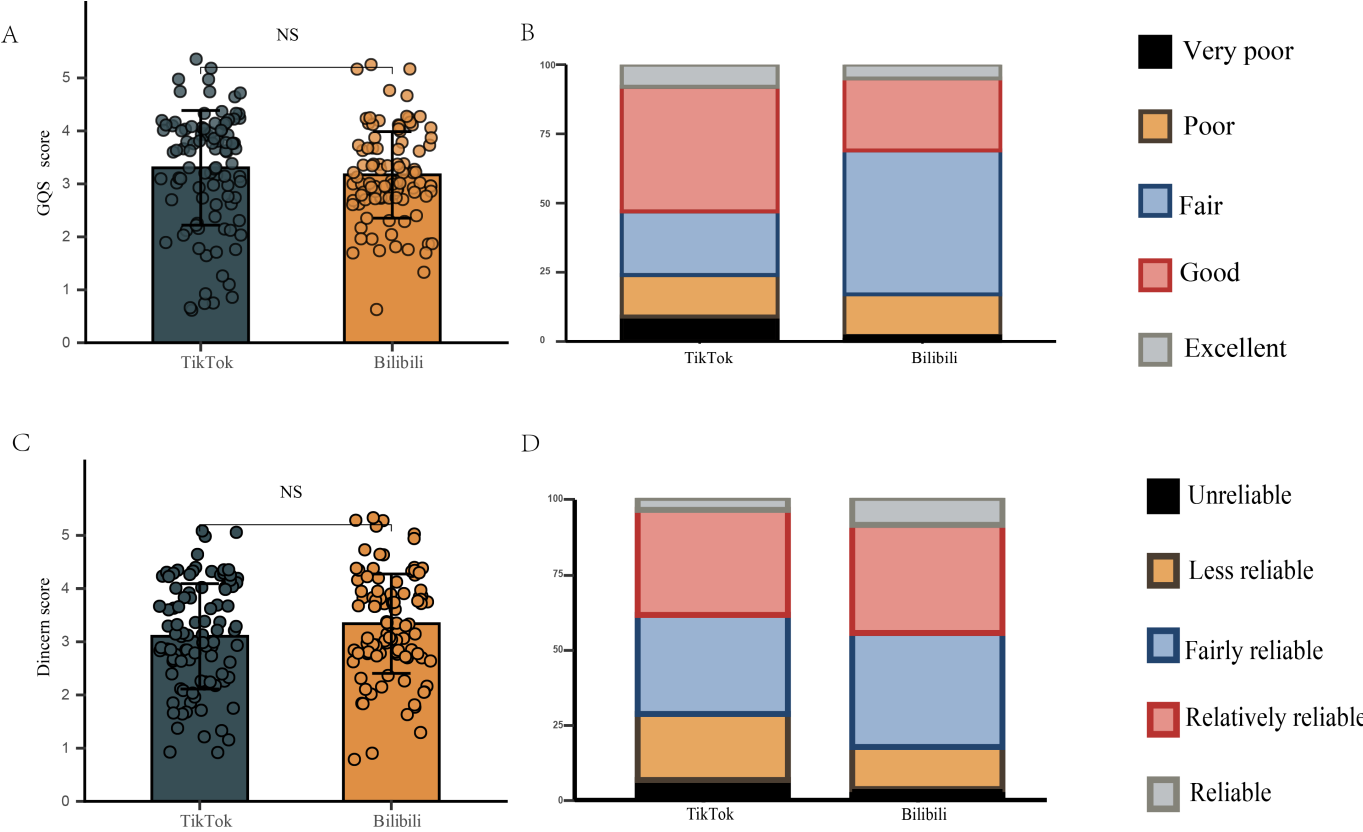 A
NS
GQS score
5
4
3
2
1
0
TikTok
Bilibili
B
100
75
50
25
0
TikTok
Bilibili
Very poor
Poor
Fair
Good
Excellent
C
NS
Dincern score
5
4
3
2
1
0
TikTok
Bilibili
D
100
75
50
25
0
TikTok
Bilibili
Unreliable
Less reliable
Fairly reliable
Relatively reliable
Reliable